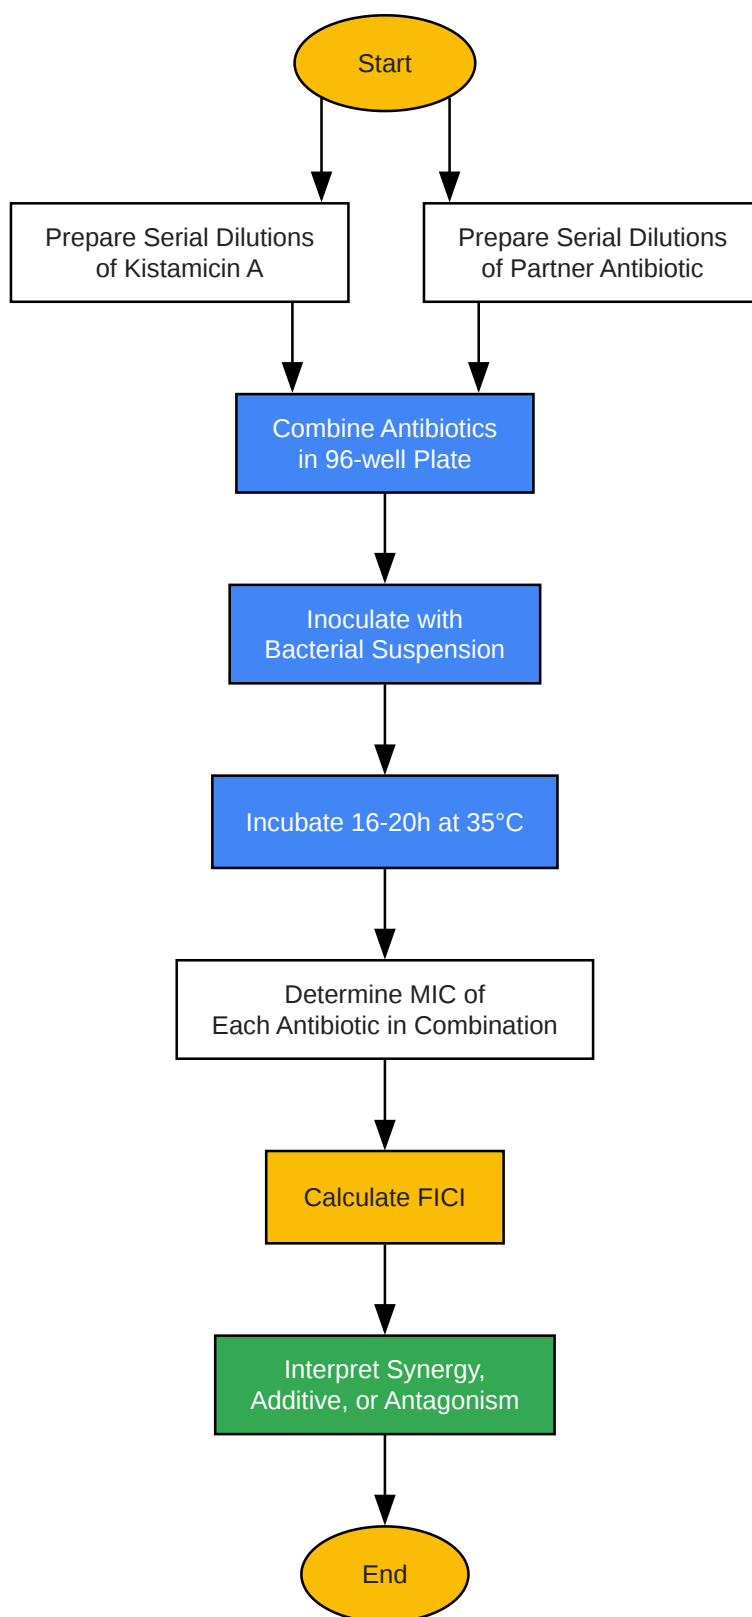 Start
Prepare Serial Dilutions
of Kistamicin A
Prepare Serial Dilutions
of Partner Antibiotic
Combine Antibiotics
in 96-well Plate
Inoculate with
Bacterial Suspension
Incubate 16-20h at 35°C
Determine MIC of
Each Antibiotic in Combination
Calculate FICI
Interpret Synergy,
Additive, or Antagonism
End